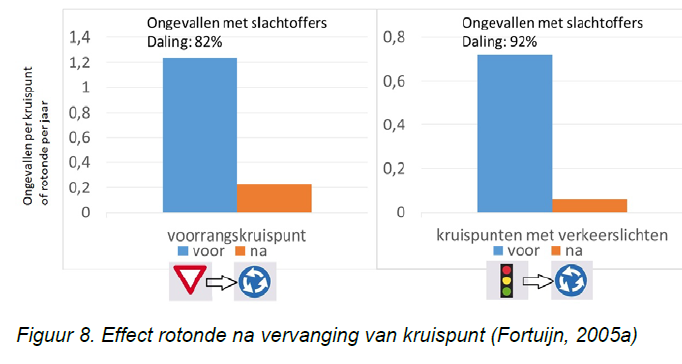 Ongevallen met slachtoffers
Daling: 82%
Ongevallen per kruispunt
of rotonde per jaar
1,4
1,2
1
0,8
0,6
0,4
0,2
0
voorrangskruispunt
voor na
Ongevallen met slachtoffers
Daling: 92%
0,8
0,6
0,4
0,2
0
kruispunten met verkeerslichten
voor na
Figuur 8. Effect rotonde na vervanging van kruispunt (Fortuijn, 2005a)